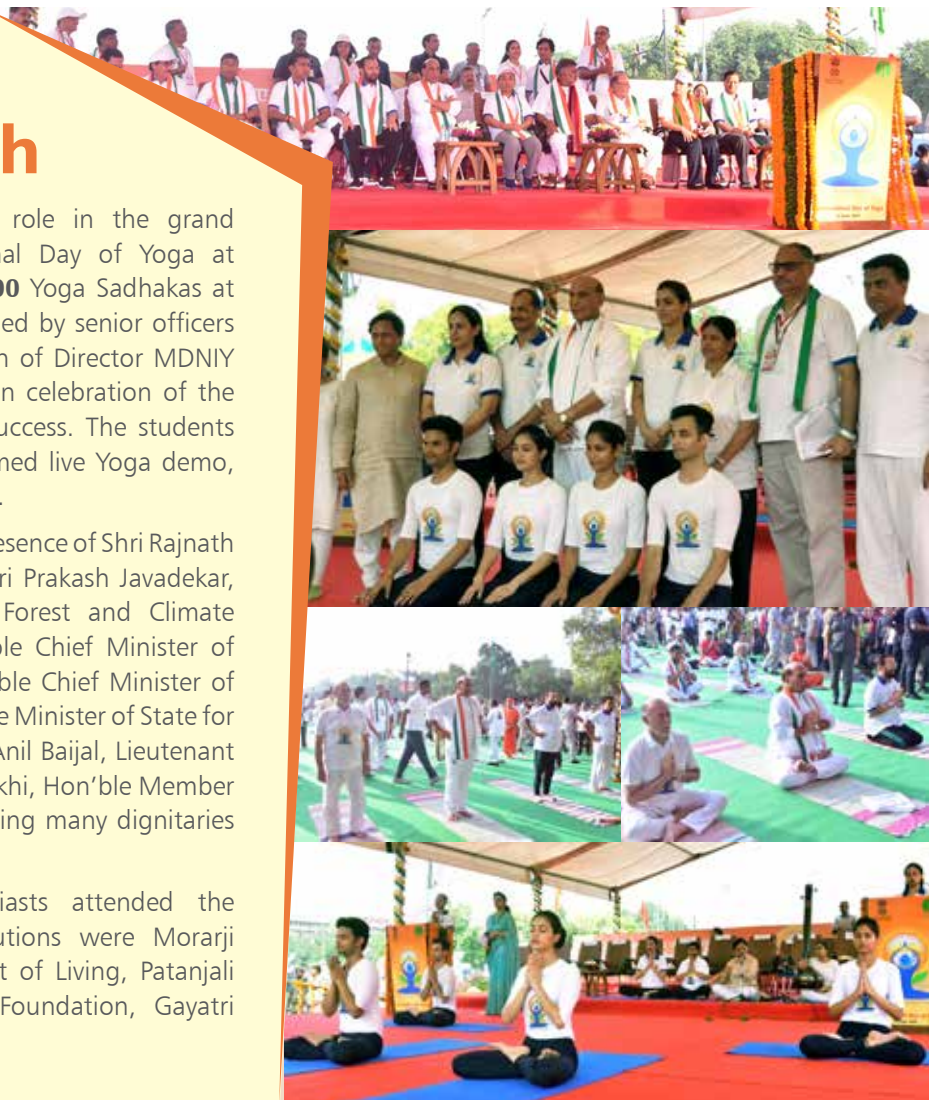 h
role in the grand
nal Day of Yoga at
00 Yoga Sadhakas at
ed by senior officers
n of Director MDNIY
n celebration of the
uccess. The students
med live Yoga demo,
.
esence of Shri Rajnath
ri Prakash Javadekar,
Forest and Climate
ble Chief Minister of
ble Chief Minister of
e Minister of State for
Anil Baijal, Lieutenant
khi, Hon’ble Member
ing many dignitaries
iasts attended the
utions were Morarji
t of Living, Patanjali
Foundation, Gayatri